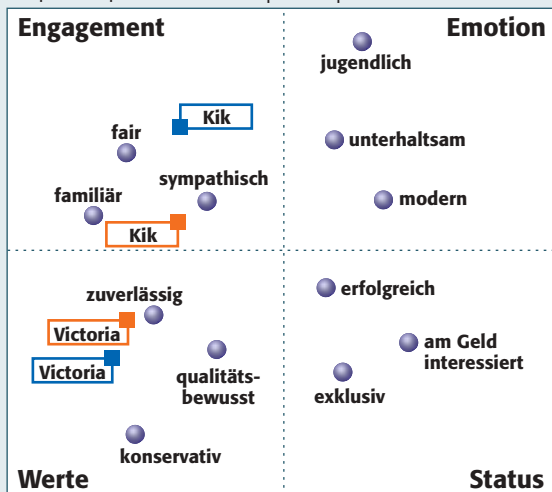 Engagement
Emotion
jugendlich
Kik
fair
unterhaltsam
sympathisch
familiär
modern
Kik
zuverlässig
erfolgreich
Victoria
am Geld
interessiert
Victoria
qualitäts-
bewusst
exklusiv
konservativ
Werte
Status